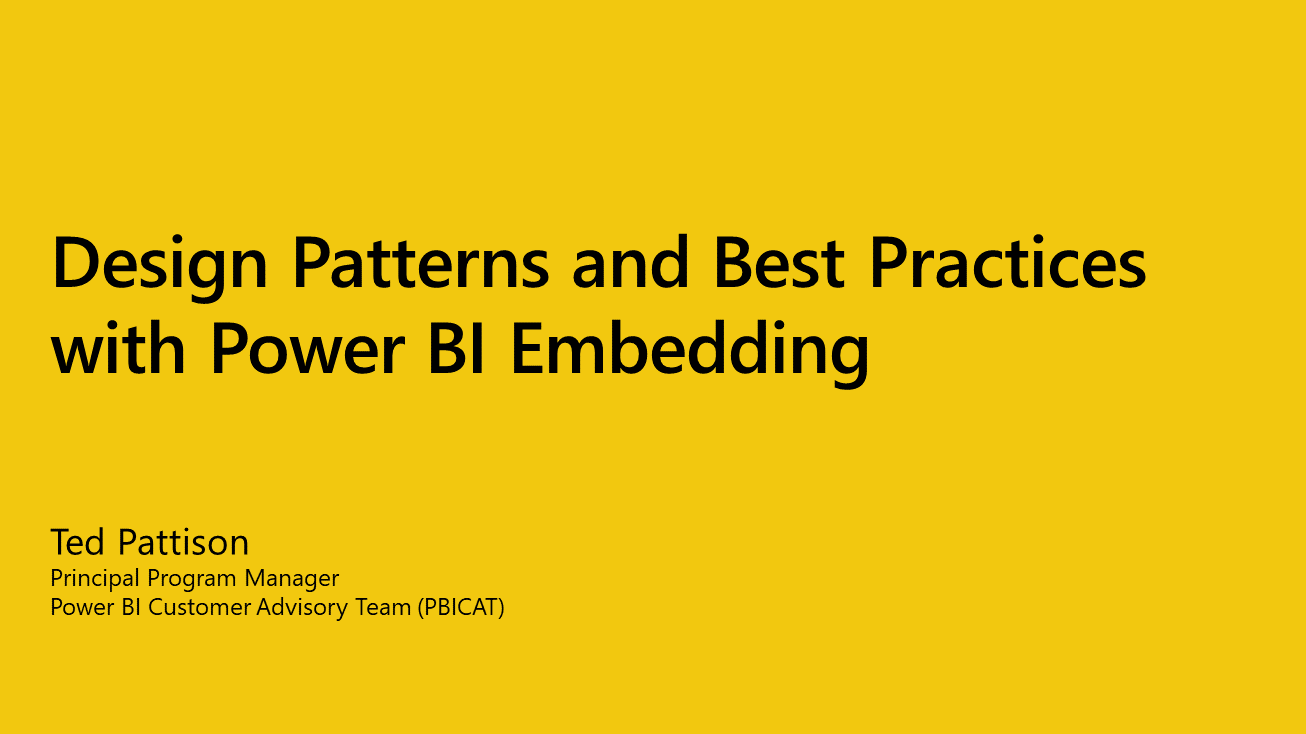 Design Patterns and Best Practices
with Power BI Embedding
Ted Pattison
Principal Program Manager
Power BI Customer Advisory Team (PBICAT)